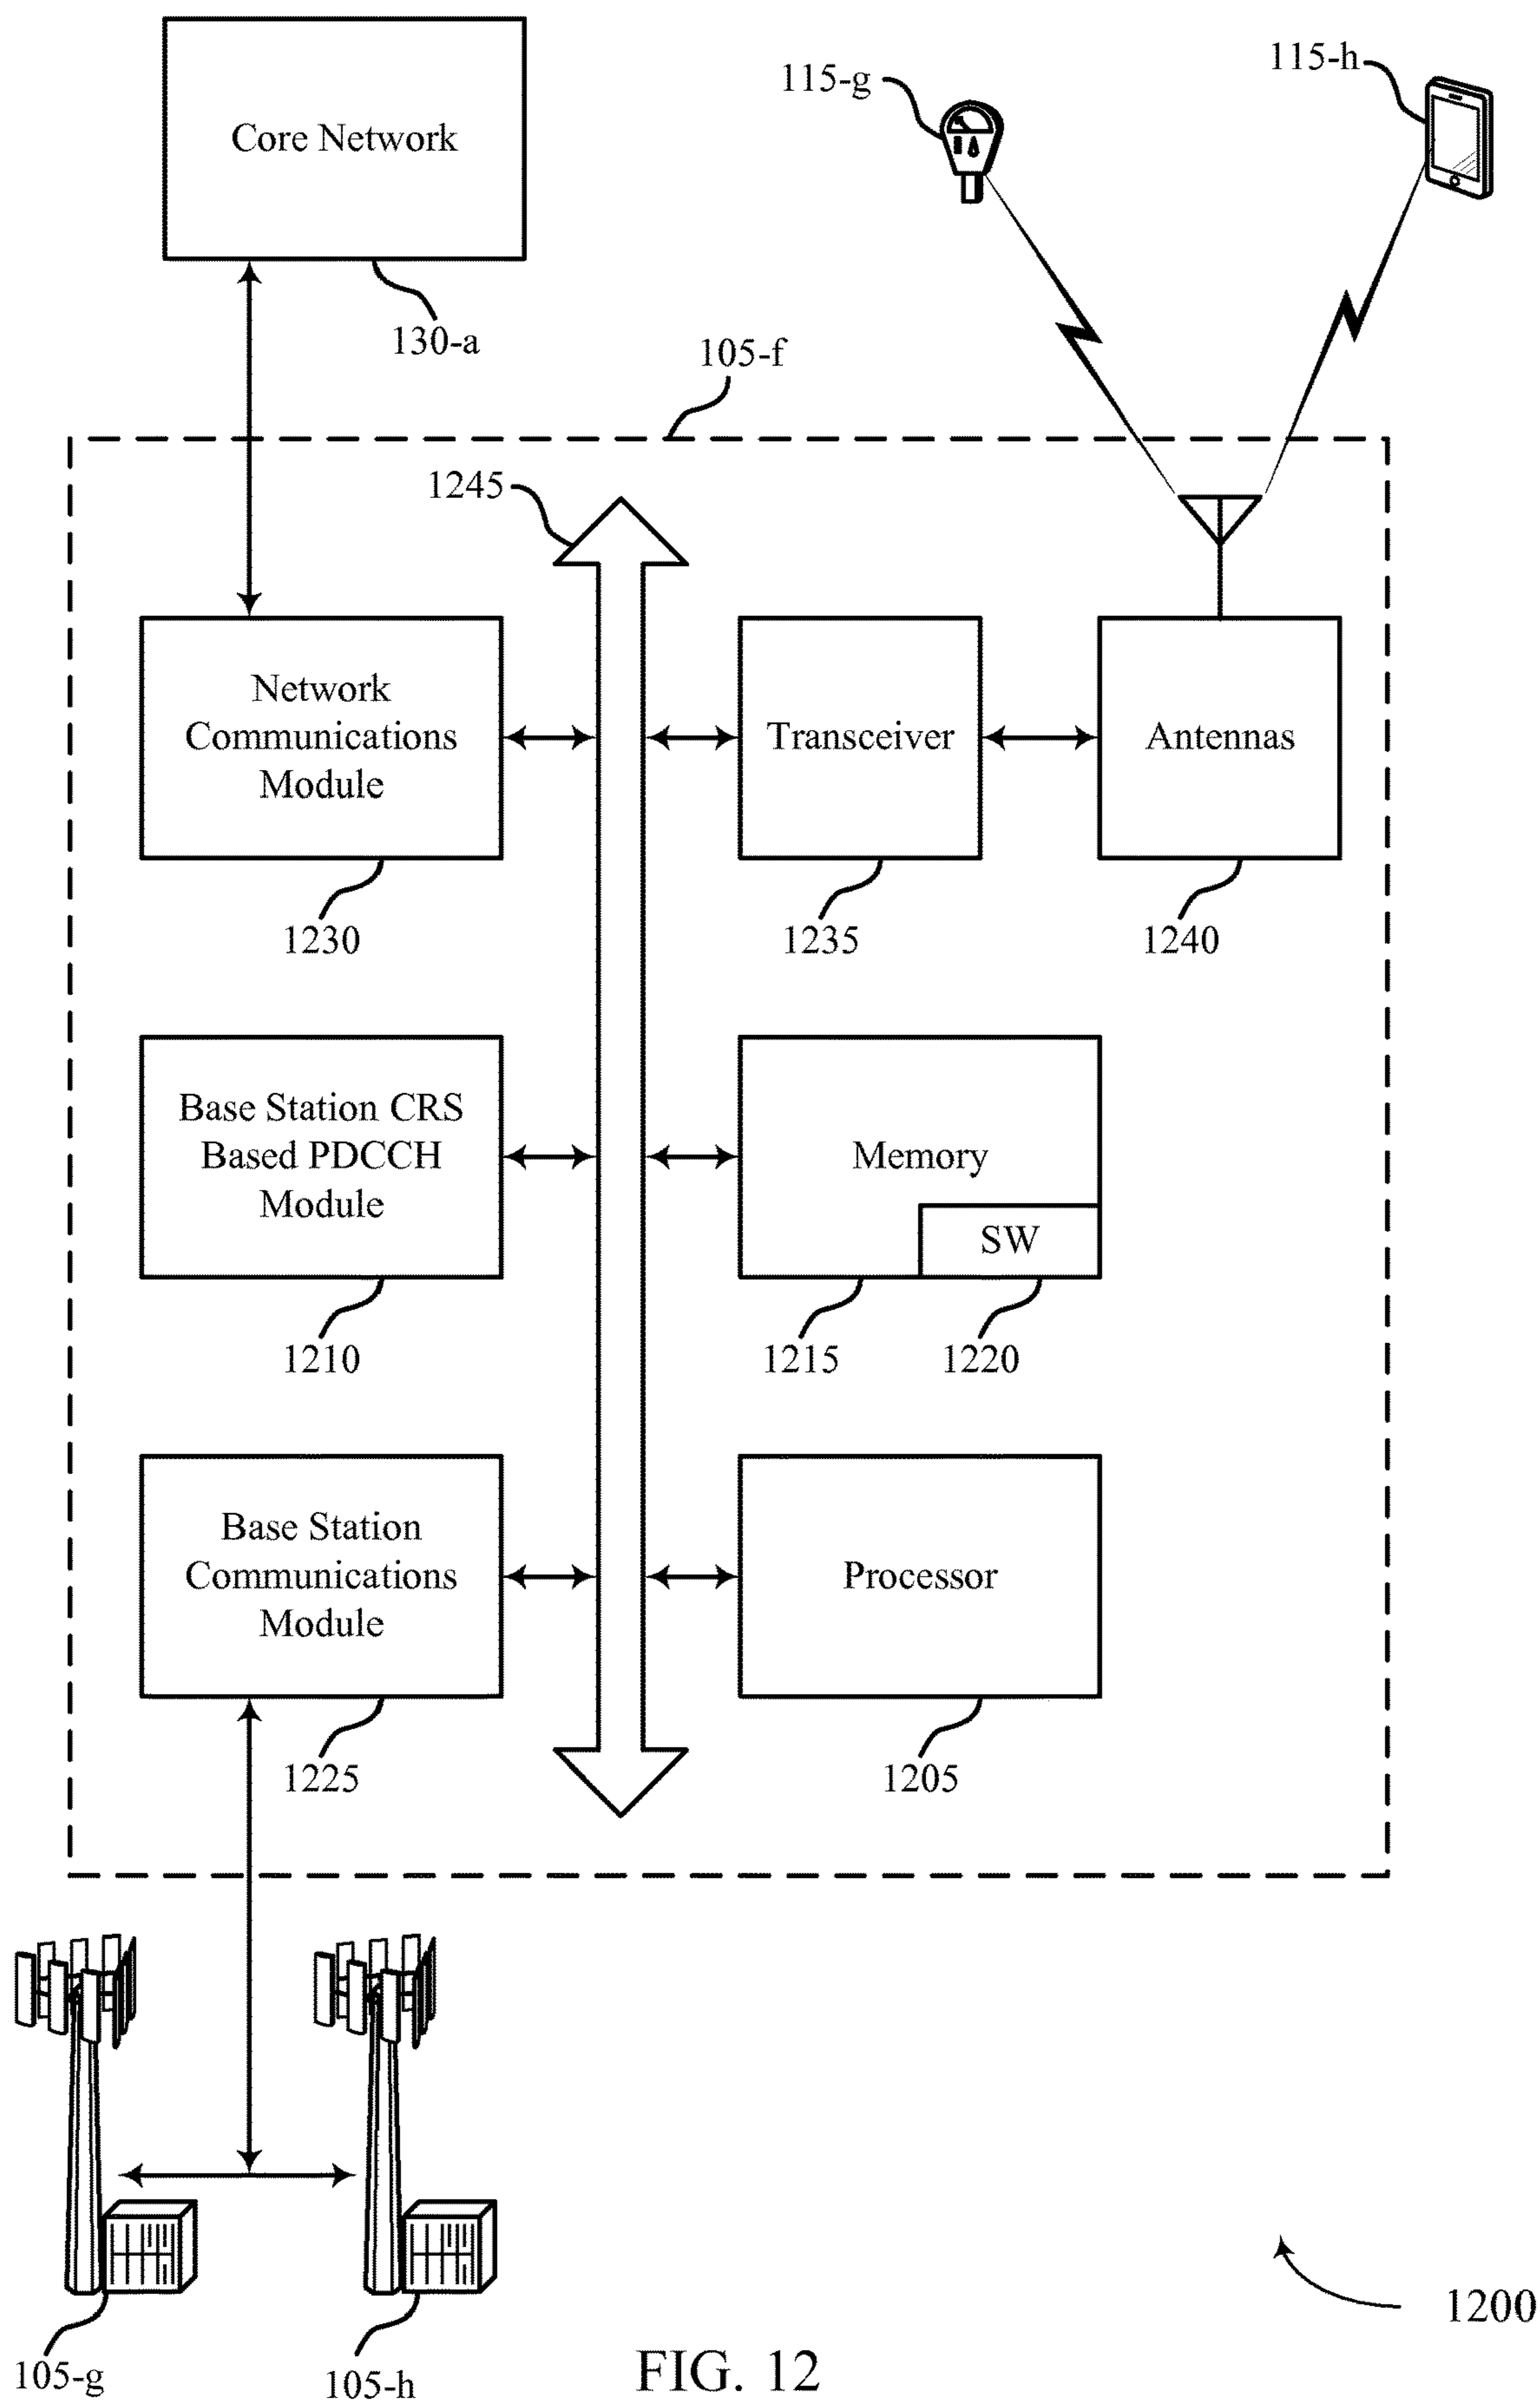 Core Network
115-g
115-h
130-a
105-f
1245
Network
Communications
Module
Transceiver
Antennas
1230
1235
1240
Base Station CRS
Based PDCCH
Module
Memory
SW
1210
1215
1220
Base Station
Communications
Module
Processor
1225
1205
105-g
105-h
1200
FIG. 12